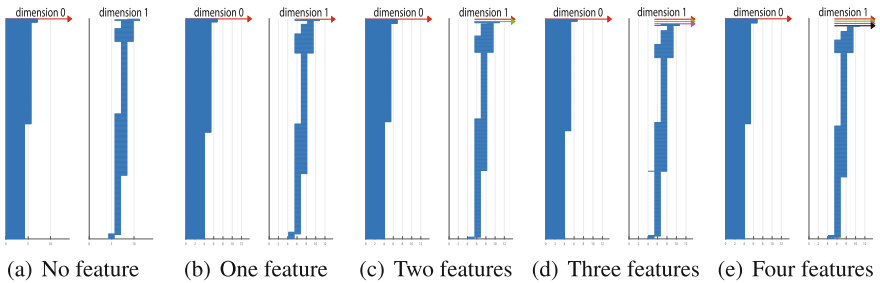 dimension 0 dimension 1 dimension 0 dimension 1 dimension 0 dimension 1 dimension 0 dimension 1 dimension 0 dimension 1
(a) No feature (b) One feature (c) Two features (d) Three features (e) Four features